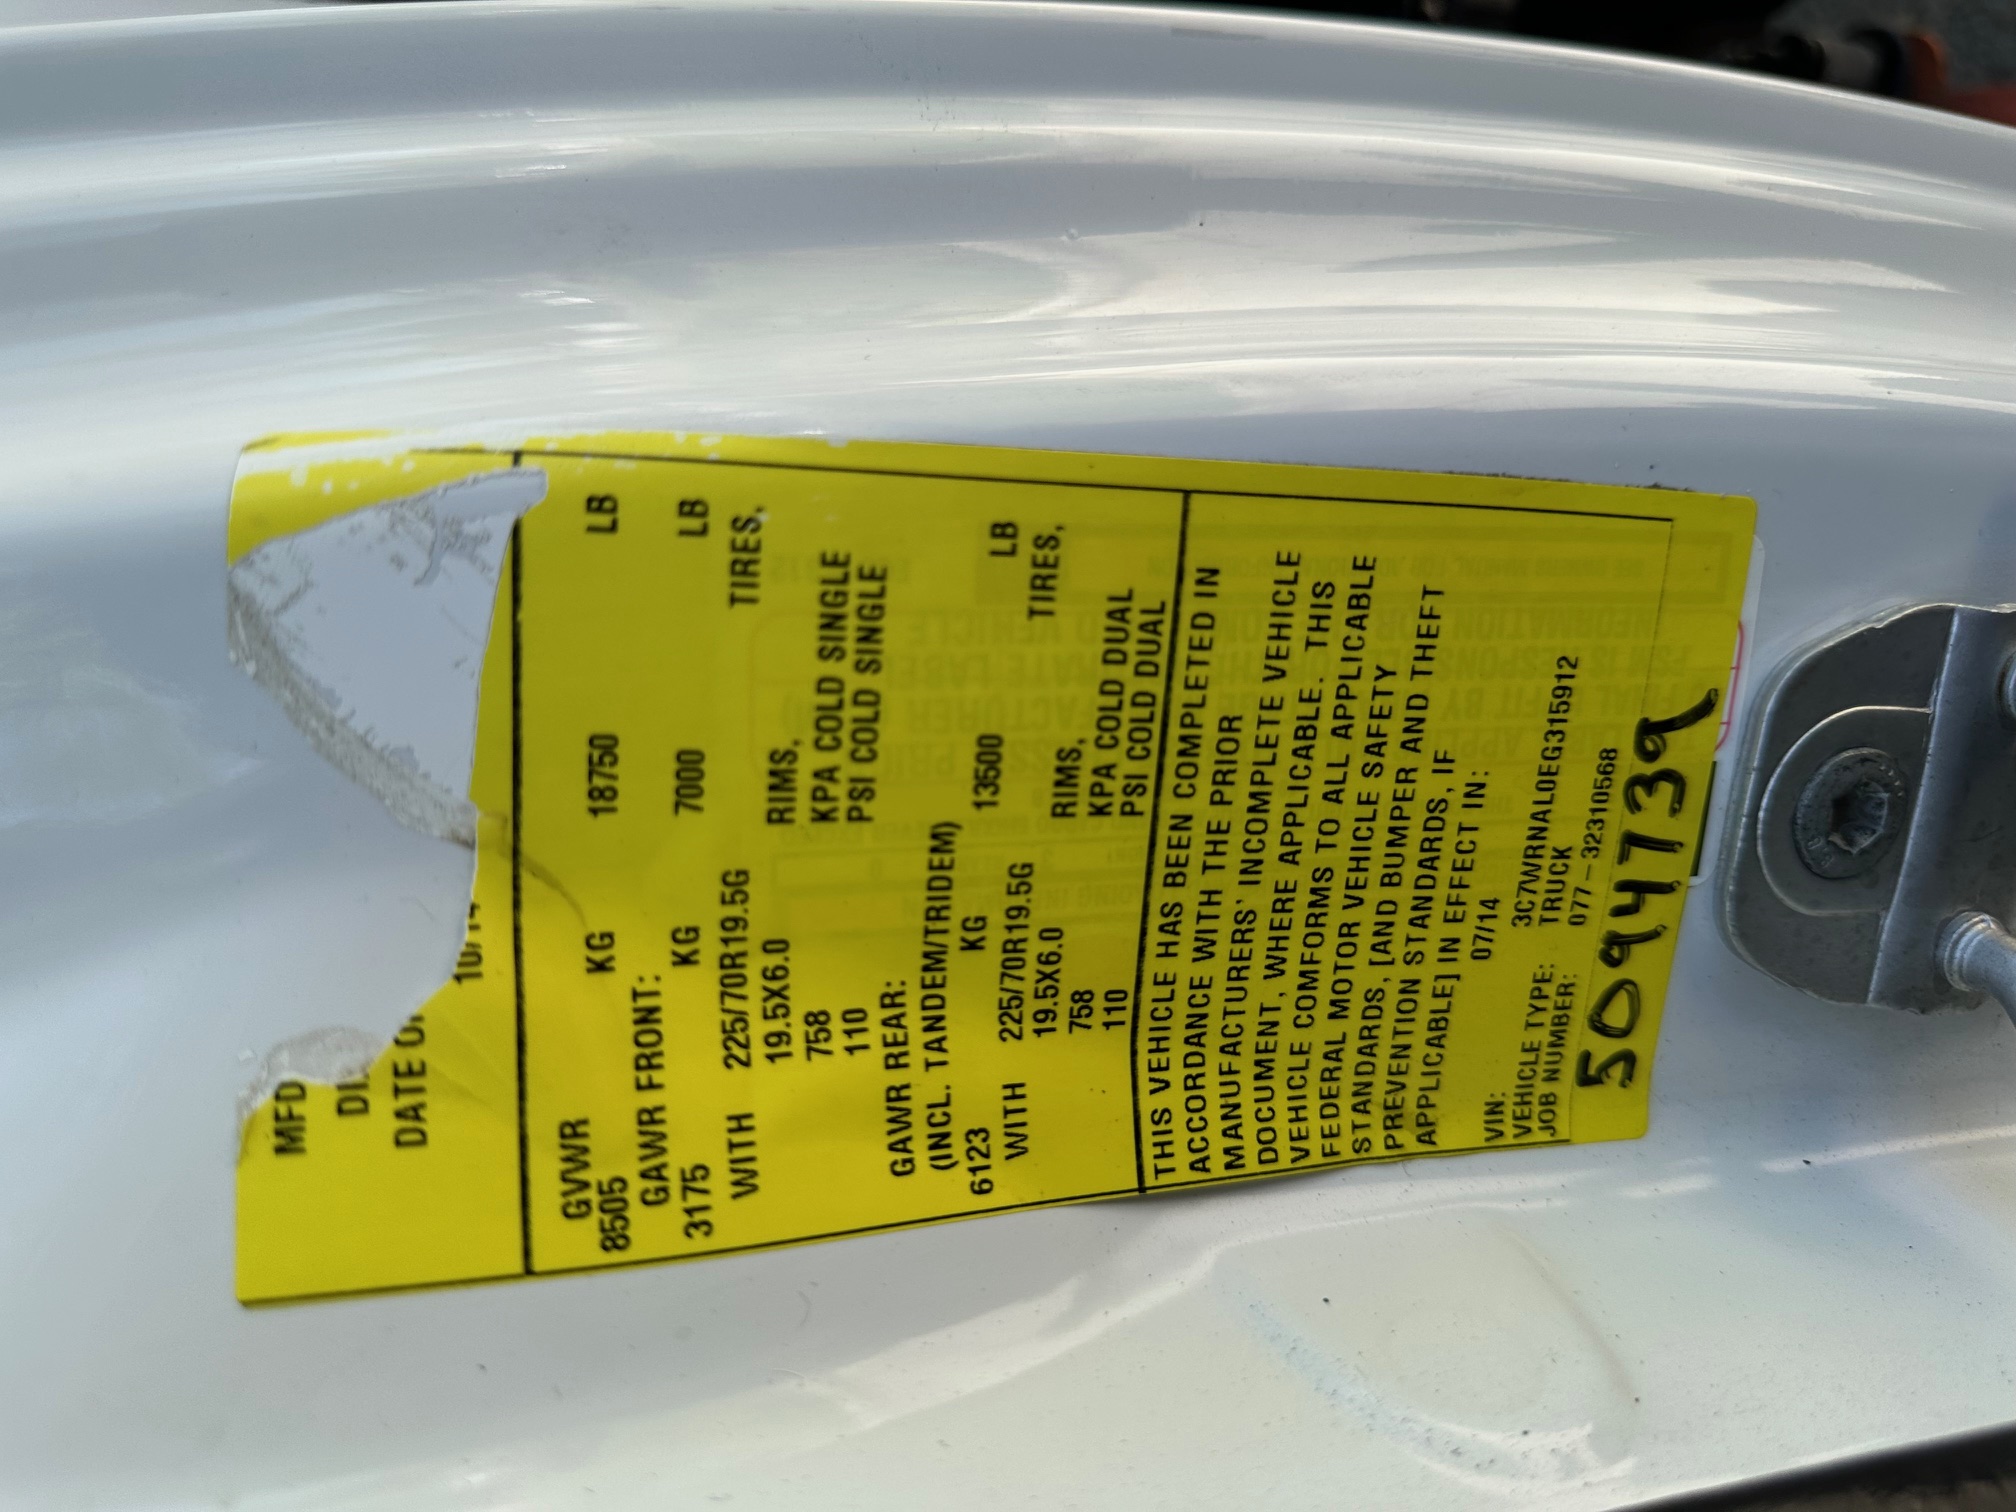 MFD
DATE
10/14
GVWR
8505 KG 18750 LB
GAWR FRONT:
3175 KG 7000 LB
WITH 225/70R19.5G TIRES,
19.5X6.0 RIMS,
758 KPA COLD SINGLE
110 PSI COLD SINGLE
GAWR REAR:
(INCL. TANDEM/TRIDEM)
6123 KG 13500 LB
WITH 225/70R19.5G TIRES,
19.5X6.0 RIMS,
758 KPA COLD DUAL
110 PSI COLD DUAL
THIS VEHICLE HAS BEEN COMPLETED IN
ACCORDANCE WITH THE PRIOR
MANUFACTURERS' INCOMPLETE VEHICLE
DOCUMENT, WHERE APPLICABLE. THIS
VEHICLE CONFORMS TO ALL APPLICABLE
FEDERAL MOTOR VEHICLE SAFETY
STANDARDS, [AND BUMPER AND THEFT
PREVENTION STANDARDS, IF
APPLICABLE] IN EFFECT IN:
07/14
VIN: 3C7WRNAL0EG315912
VEHICLE TYPE: TRUCK
JOB NUMBER: 077-32310568
5094739